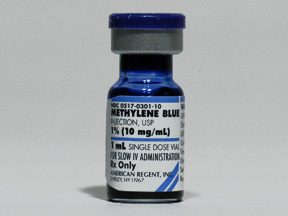 NDC 0517-0301-10
METHYLENE BLUE
INJECTION, USP
1% (10 mg/mL)
1 mL SINGLE DOSE VIAL
FOR SLOW IV ADMINISTRATION
Rx Only
AMERICAN REGENT, INC.
SHIRLEY, NY 11967